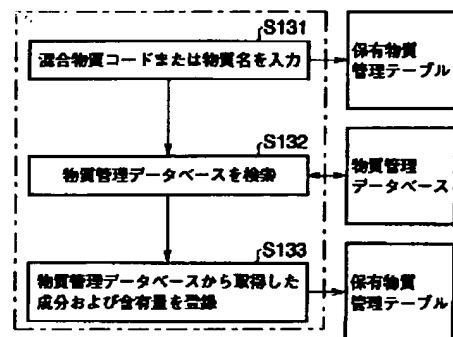 S131
混合物質コードまたは物質名を入力
保有物質
管理テーブル
S132
物質管理データベースを検索
物質管理
データベース
S133
物質管理データベースから取得した
成分および含有量を登録
保有物質
管理テーブル